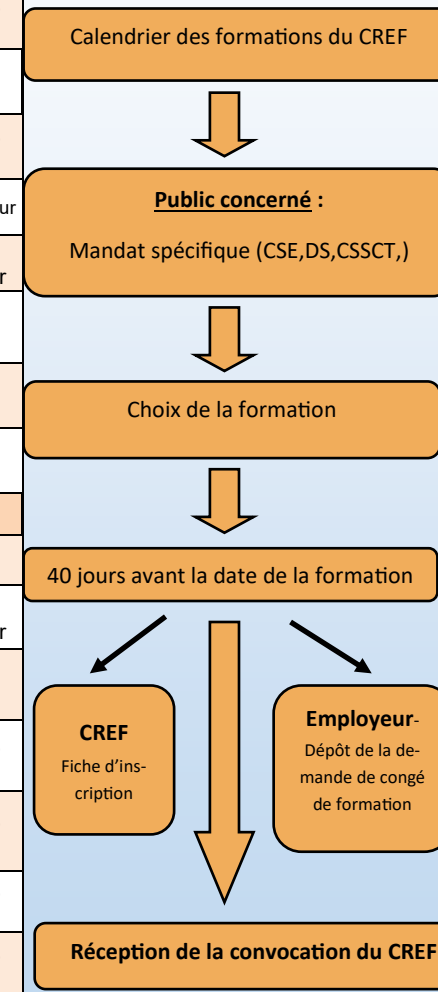 Calendrier des formations du CREF
Public concerné :
Mandat spécifique (CSE,DS,CSSCT,)
Choix de la formation
40 jours avant la date de la formation
CREF
Fiche d'ins-
cription
Employeur-
Dépôt de la de-
mande de congé
de formation
Réception de la convocation du CREF